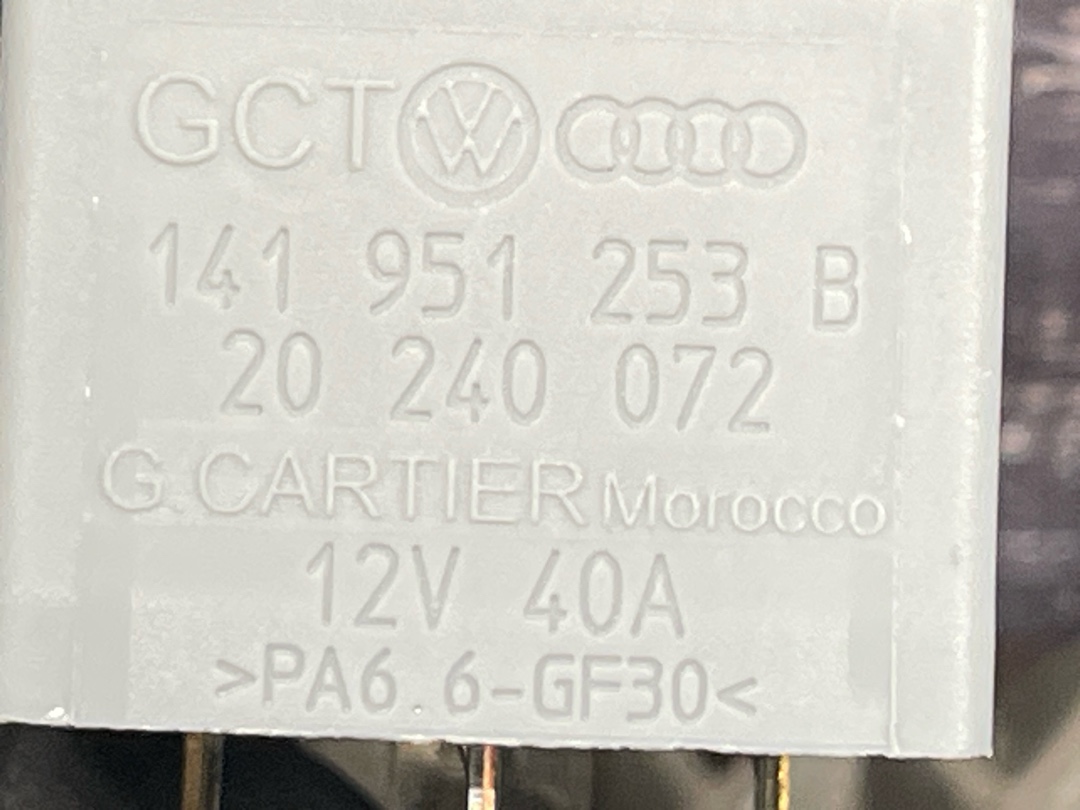 GCT
141 951 253 B
20 240 072
G.CARTIER Morocco
12V 40A
>PA6.6-GF30<